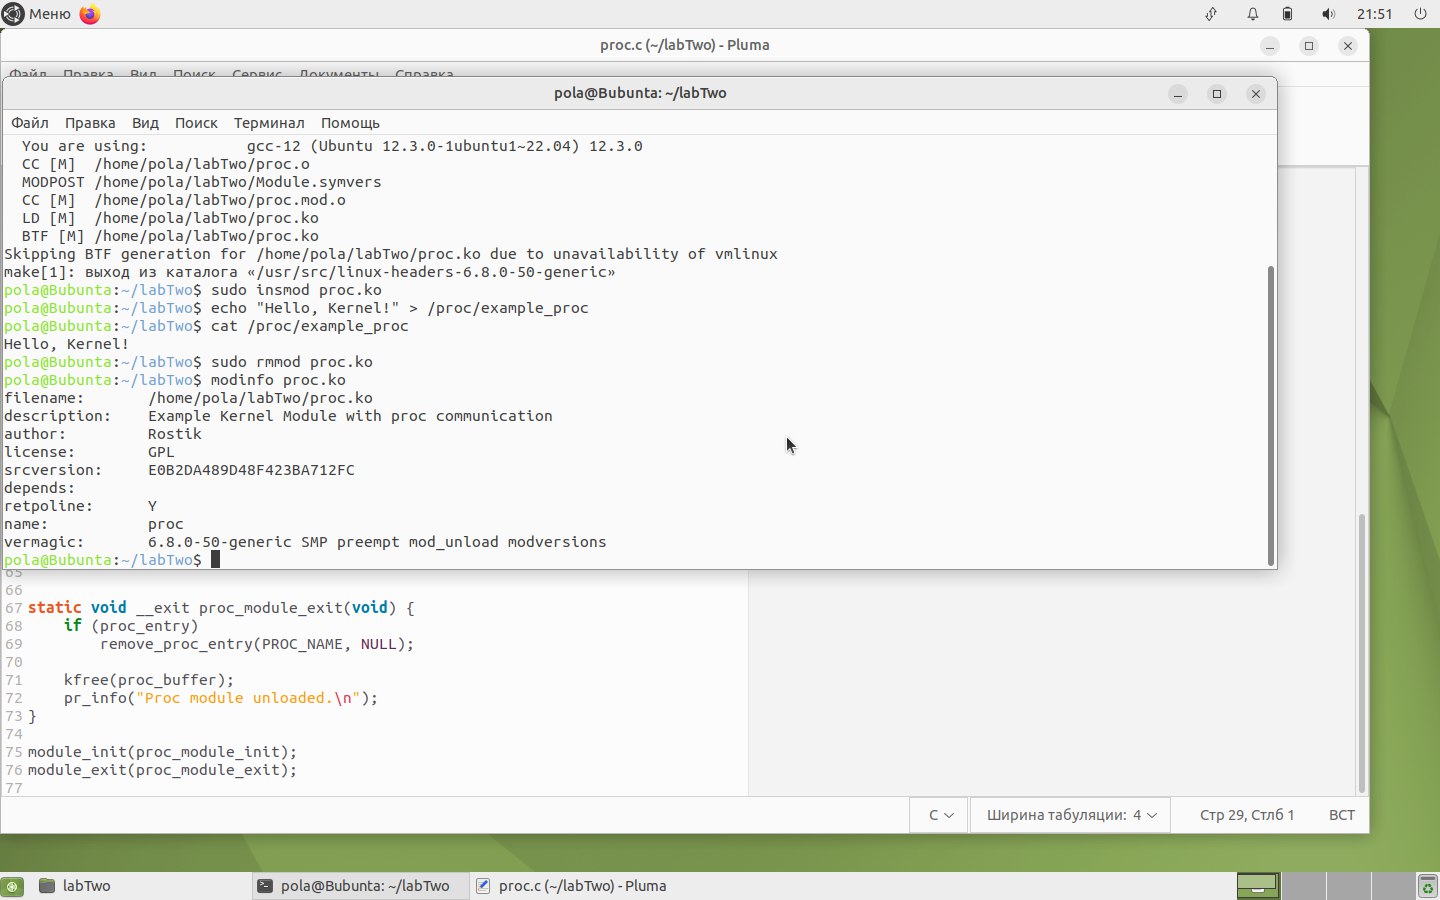 Меню
21:51
proc.c (~/labTwo) - Pluma
Файл Правка Вид Поиск Сервис Документы Справка
pola@Bubunta: ~/labTwo
Файл Правка Вид Поиск Терминал Помощь
You are using: gcc-12 (Ubuntu 12.3.0-1ubuntu1~22.04) 12.3.0
CC [M] /home/pola/labTwo/proc.o
MODPOST /home/pola/labTwo/Module.symvers
CC [M] /home/pola/labTwo/proc.mod.o
LD [M] /home/pola/labTwo/proc.ko
BTF [M] /home/pola/labTwo/proc.ko
Skipping BTF generation for /home/pola/labTwo/proc.ko due to unavailability of vmlinux
make[1]: выход из каталога «/usr/src/linux-headers-6.8.0-50-generic»
pola@Bubunta:~/labTwo$ sudo insmod proc.ko
pola@Bubunta:~/labTwo$ echo "Hello, Kernel!" > /proc/example_proc
pola@Bubunta:~/labTwo$ cat /proc/example_proc
Hello, Kernel!
pola@Bubunta:~/labTwo$ sudo rmmod proc.ko
pola@Bubunta:~/labTwo$ modinfo proc.ko
filename: /home/pola/labTwo/proc.ko
description: Example Kernel Module with proc communication
author: Rostik
license: GPL
srcversion: E0B2DA489D48F423BA712FC
depends:
retpoline: Y
name: proc
vermagic: 6.8.0-50-generic SMP preempt mod_unload modversions
pola@Bubunta:~/labTwo$
65
66
67 static void __exit proc_module_exit(void) {
68 if (proc_entry)
69 remove_proc_entry(PROC_NAME, NULL);
70
71 kfree(proc_buffer);
72 pr_info("Proc module unloaded.\n");
73 }
74
75 module_init(proc_module_init);
76 module_exit(proc_module_exit);
77
C Ширина табуляции: 4 Стр 29, Стлб 1 ВСТ
labTwo pola@Bubunta: ~/labTwo proc.c (~/labTwo) - Pluma